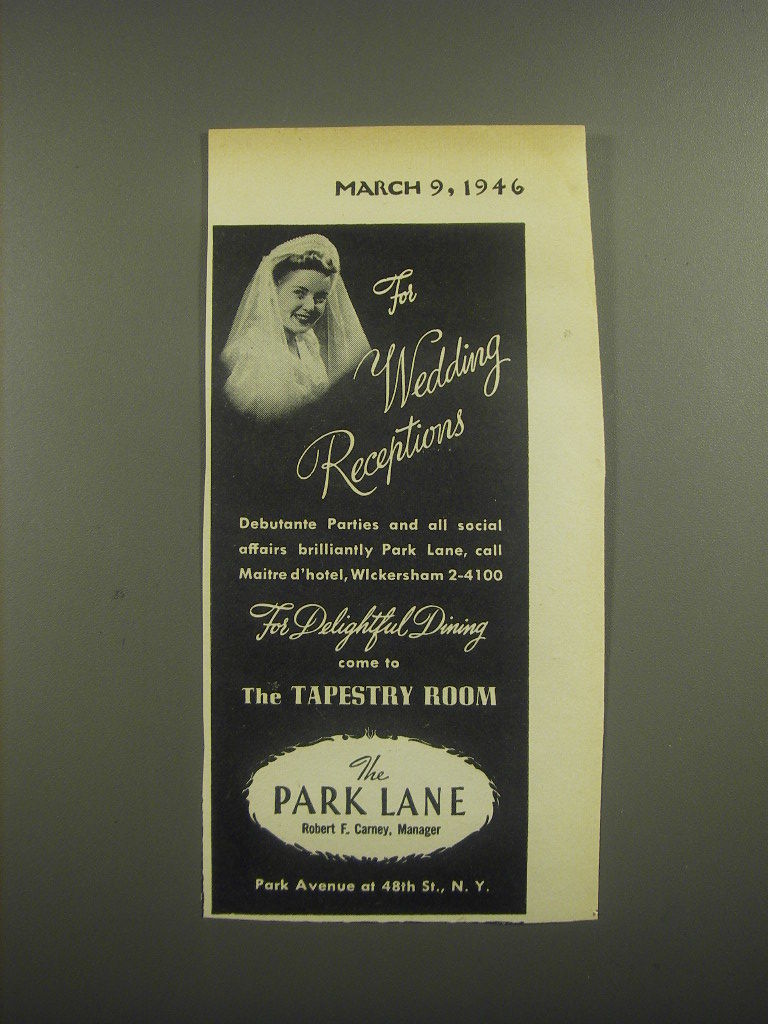 MARCH 9, 1946
For
Wedding
Receptions
Debutante Parties and all social
affairs brilliantly Park Lane, call
Maitre d'hotel, WIckersham 2-4100
For Delightful Dining
come to
The TAPESTRY ROOM
The
PARK LANE
Robert F. Carney, Manager
Park Avenue at 48th St., N. Y.